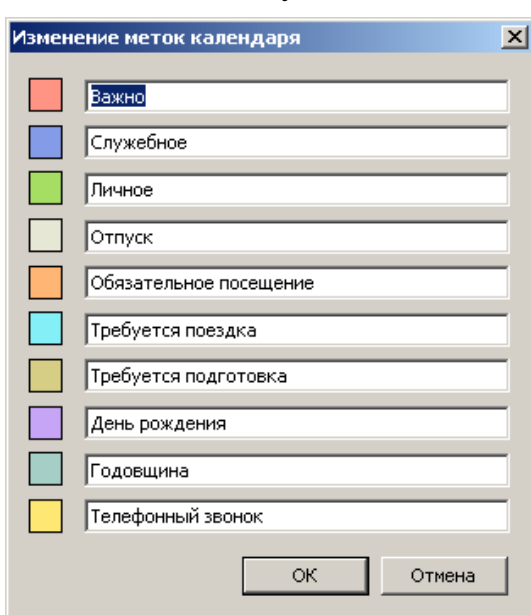 Изменение меток календаря
Важно
Служебное
Личное
Отпуск
Обязательное посещение
Требуется поездка
Требуется подготовка
День рождения
Годовщина
Телефонный звонок
ОК Отмена